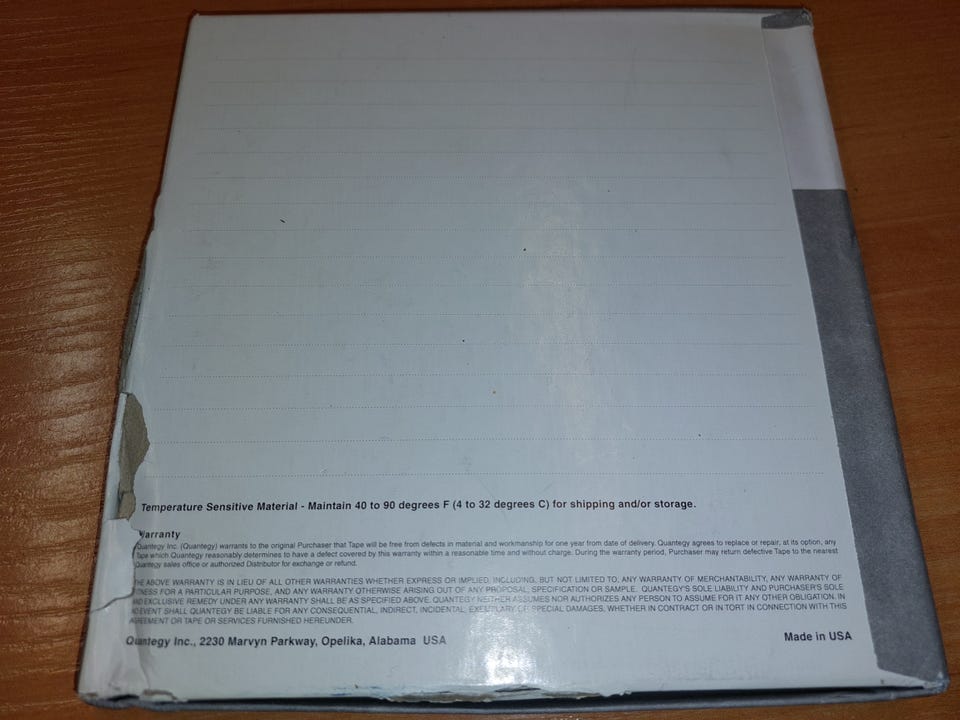 Temperature Sensitive Material - Maintain 40 to 90 degrees F (4 to 32 degrees C) for shipping and/or storage.
Warranty
Quantegy Inc. (Quantegy) warrants to the original Purchaser that Tape will be free from defects in material and workmanship for one year from date of delivery. Quantegy agrees to replace or repair, at its option, any
Tape which Quantegy reasonably determines to have a defect covered by this warranty within a reasonable time and without charge. During the warranty period, Purchaser may return defective Tape to the nearest
Quantegy sales office or authorized Distributor for exchange or refund.
THE ABOVE WARRANTY IS IN LIEU OF ALL OTHER WARRANTIES WHETHER EXPRESS OR IMPLIED, INCLUDING, BUT NOT LIMITED TO, ANY WARRANTY OF MERCHANTABILITY, ANY WARRANTY OF
FITNESS FOR A PARTICULAR PURPOSE, AND ANY WARRANTY OTHERWISE ARISING OUT OF ANY PROPOSAL, SPECIFICATION OR SAMPLE. QUANTEGY'S SOLE LIABILITY AND PURCHASER'S SOLE
AND EXCLUSIVE REMEDY UNDER ANY WARRANTY SHALL BE AS SPECIFIED ABOVE. QUANTEGY NEITHER ASSUMES NOR AUTHORIZES ANY PERSON TO ASSUME FOR IT ANY OTHER OBLIGATION. IN
NO EVENT SHALL QUANTEGY BE LIABLE FOR ANY CONSEQUENTIAL, INDIRECT, INCIDENTAL, EXEMPLARY OR SPECIAL DAMAGES, WHETHER IN CONTRACT OR IN TORT IN CONNECTION WITH THIS
AGREEMENT OR TAPE OR SERVICES FURNISHED HEREUNDER.
Quantegy Inc., 2230 Marvyn Parkway, Opelika, Alabama USA
Made in USA